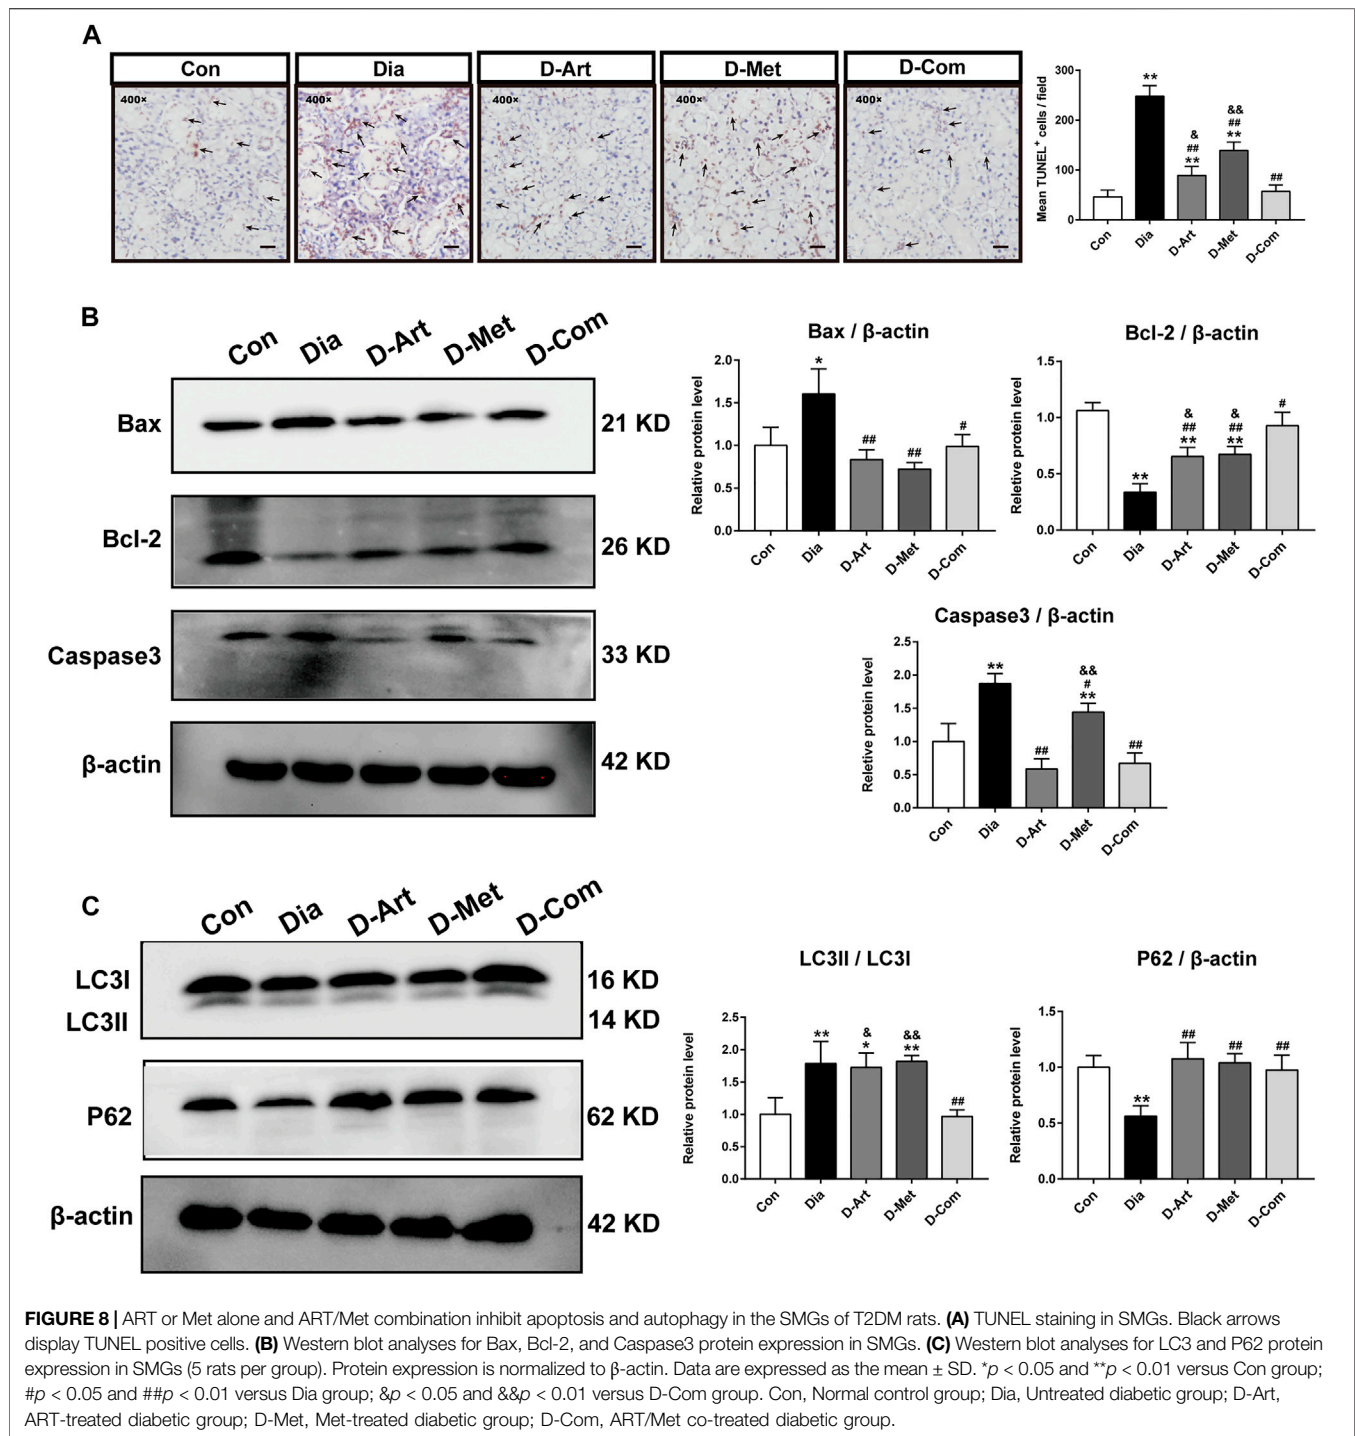 A
Con
Dia
D-Art
D-Met
D-Com
400×
400×
400×
400×
400×
Mean TUNEL+ cells / field
300
200
100
0
**
&
##
**
&&
##
**
##
Con
Dia
D-Art
D-Met
D-Com
B
Con
Dia
D-Art
D-Met
D-Com
Bax
21 KD
Bcl-2
26 KD
Caspase3
33 KD
β-actin
42 KD
Bax / β-actin
Relative protein level
2.0
1.5
1.0
0.5
0.0
*
##
##
#
Con
Dia
D-Art
D-Met
D-Com
Bcl-2 / β-actin
Reletive protein level
1.5
1.0
0.5
0.0
**
&
##
**
&
##
**
#
Con
Dia
D-Art
D-Met
D-Com
Caspase3 / β-actin
Reletive protein level
2.5
2.0
1.5
1.0
0.5
0.0
**
##
&&
#
**
##
Con
Dia
D-Art
D-Met
D-Com
C
Con
Dia
D-Art
D-Met
D-Com
LC3I
16 KD
LC3II
14 KD
P62
62 KD
β-actin
42 KD
LC3II / LC3I
Relative protein level
2.5
2.0
1.5
1.0
0.5
0.0
**
&
*
&&
**
##
Con
Dia
D-Art
D-Met
D-Com
P62 / β-actin
Relative protein level
1.5
1.0
0.5
0.0
**
##
##
##
Con
Dia
D-Art
D-Met
D-Com
FIGURE 8 | ART or Met alone and ART/Met combination inhibit apoptosis and autophagy in the SMGs of T2DM rats. (A) TUNEL staining in SMGs. Black arrows
display TUNEL positive cells. (B) Western blot analyses for Bax, Bcl-2, and Caspase3 protein expression in SMGs. (C) Western blot analyses for LC3 and P62 protein
expression in SMGs (5 rats per group). Protein expression is normalized to β-actin. Data are expressed as the mean ± SD. *p < 0.05 and **p < 0.01 versus Con group;
#p < 0.05 and ##p < 0.01 versus Dia group; &p < 0.05 and &&p < 0.01 versus D-Com group. Con, Normal control group; Dia, Untreated diabetic group; D-Art,
ART-treated diabetic group; D-Met, Met-treated diabetic group; D-Com, ART/Met co-treated diabetic group.